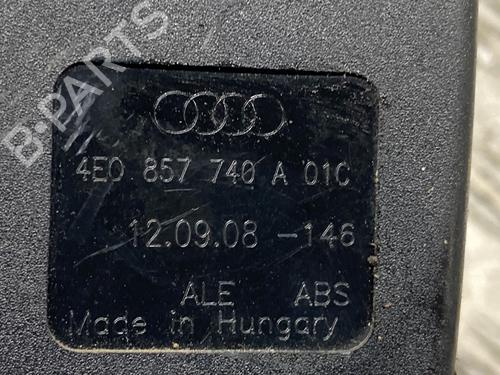 B-PARTS
4E0 857 740 A 01C
12.09.08 -146
ALE ABS
Made in Hungary